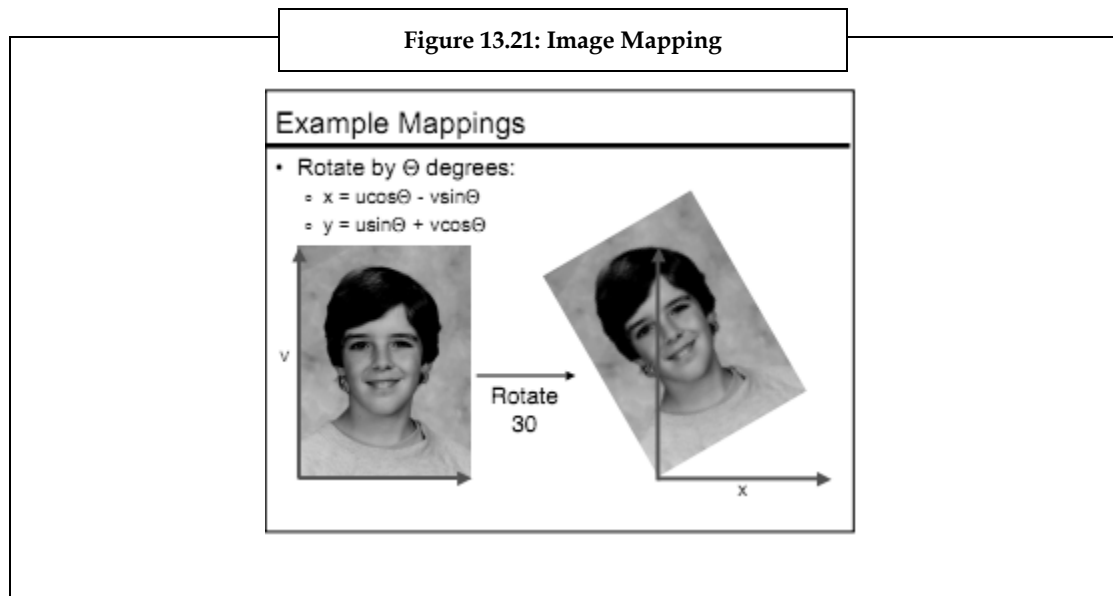 Figure 13.21: Image Mapping
Example Mappings
• Rotate by Θ degrees:
▫ x = ucosΘ - vsinΘ
▫ y = usinΘ + vcosΘ
v
Rotate
30
x